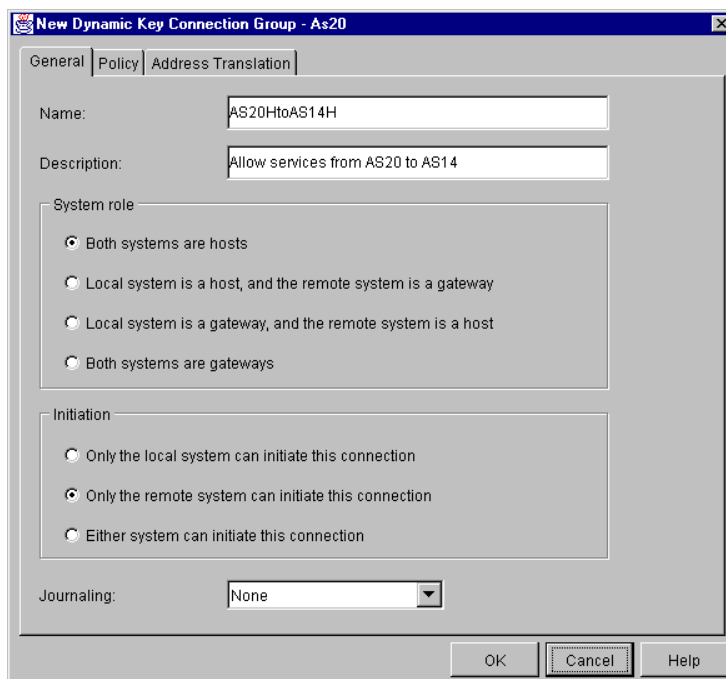 New Dynamic Key Connection Group - As20
General Policy Address Translation
Name: AS20HtoAS14H
Description: Allow services from AS20 to AS14
System role
Both systems are hosts
Local system is a host, and the remote system is a gateway
Local system is a gateway, and the remote system is a host
Both systems are gateways
Initiation
Only the local system can initiate this connection
Only the remote system can initiate this connection
Either system can initiate this connection
Journaling: None
OK Cancel Help